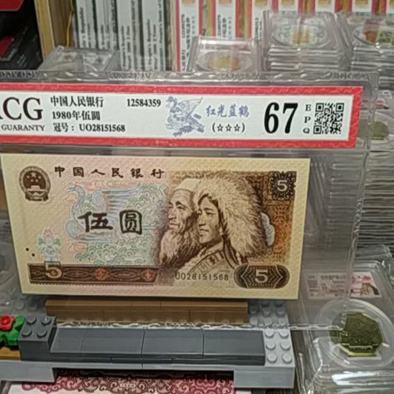 ACG
GUARANTY
中国人民银行
1980年伍圆
冠号: UO28151568
12584359
红光蓝鹤
(☆☆☆)
67
EPQ
中国人民银行
5
伍圆
UO28151568
5
5